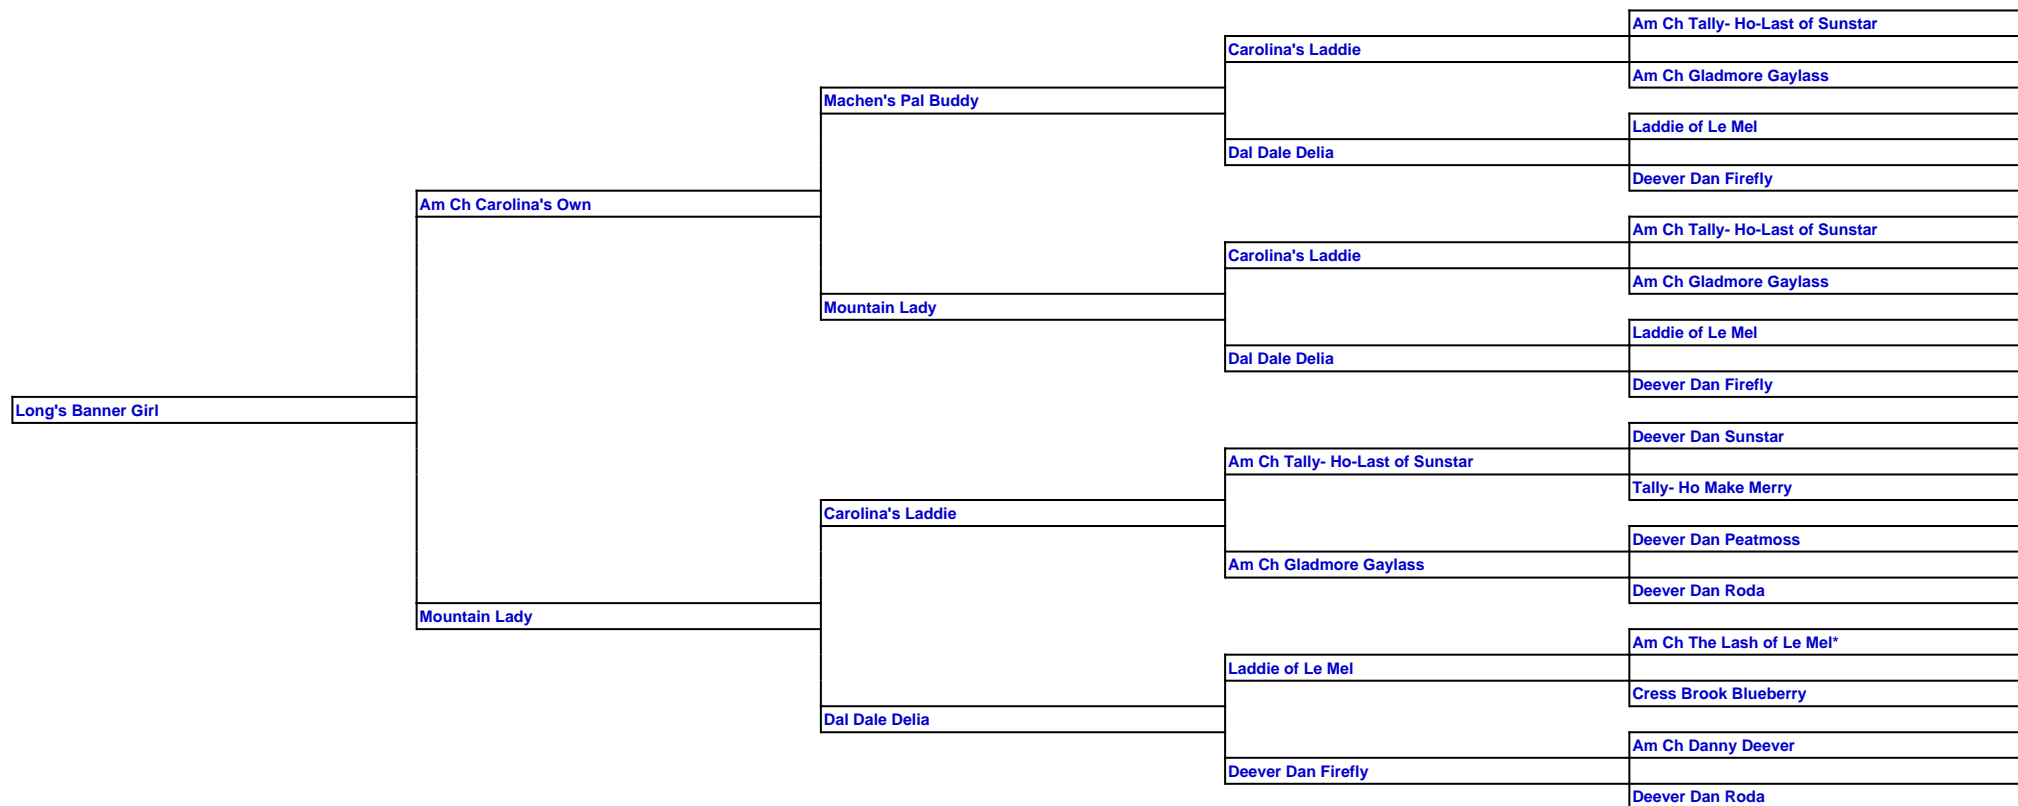 Am Ch Tally- Ho-Last of Sunstar
Carolina's Laddie
Am Ch Gladmore Gaylass
Machen's Pal Buddy
Laddie of Le Mel
Dal Dale Delia
Deever Dan Firefly
Am Ch Carolina's Own
Am Ch Tally- Ho-Last of Sunstar
Carolina's Laddie
Am Ch Gladmore Gaylass
Mountain Lady
Laddie of Le Mel
Dal Dale Delia
Deever Dan Firefly
Long's Banner Girl
Deever Dan Sunstar
Am Ch Tally- Ho-Last of Sunstar
Tally- Ho Make Merry
Carolina's Laddie
Deever Dan Peatmoss
Am Ch Gladmore Gaylass
Deever Dan Roda
Mountain Lady
Am Ch The Lash of Le Mel*
Laddie of Le Mel
Cress Brook Blueberry
Dal Dale Delia
Am Ch Danny Deever
Deever Dan Firefly
Deever Dan Roda